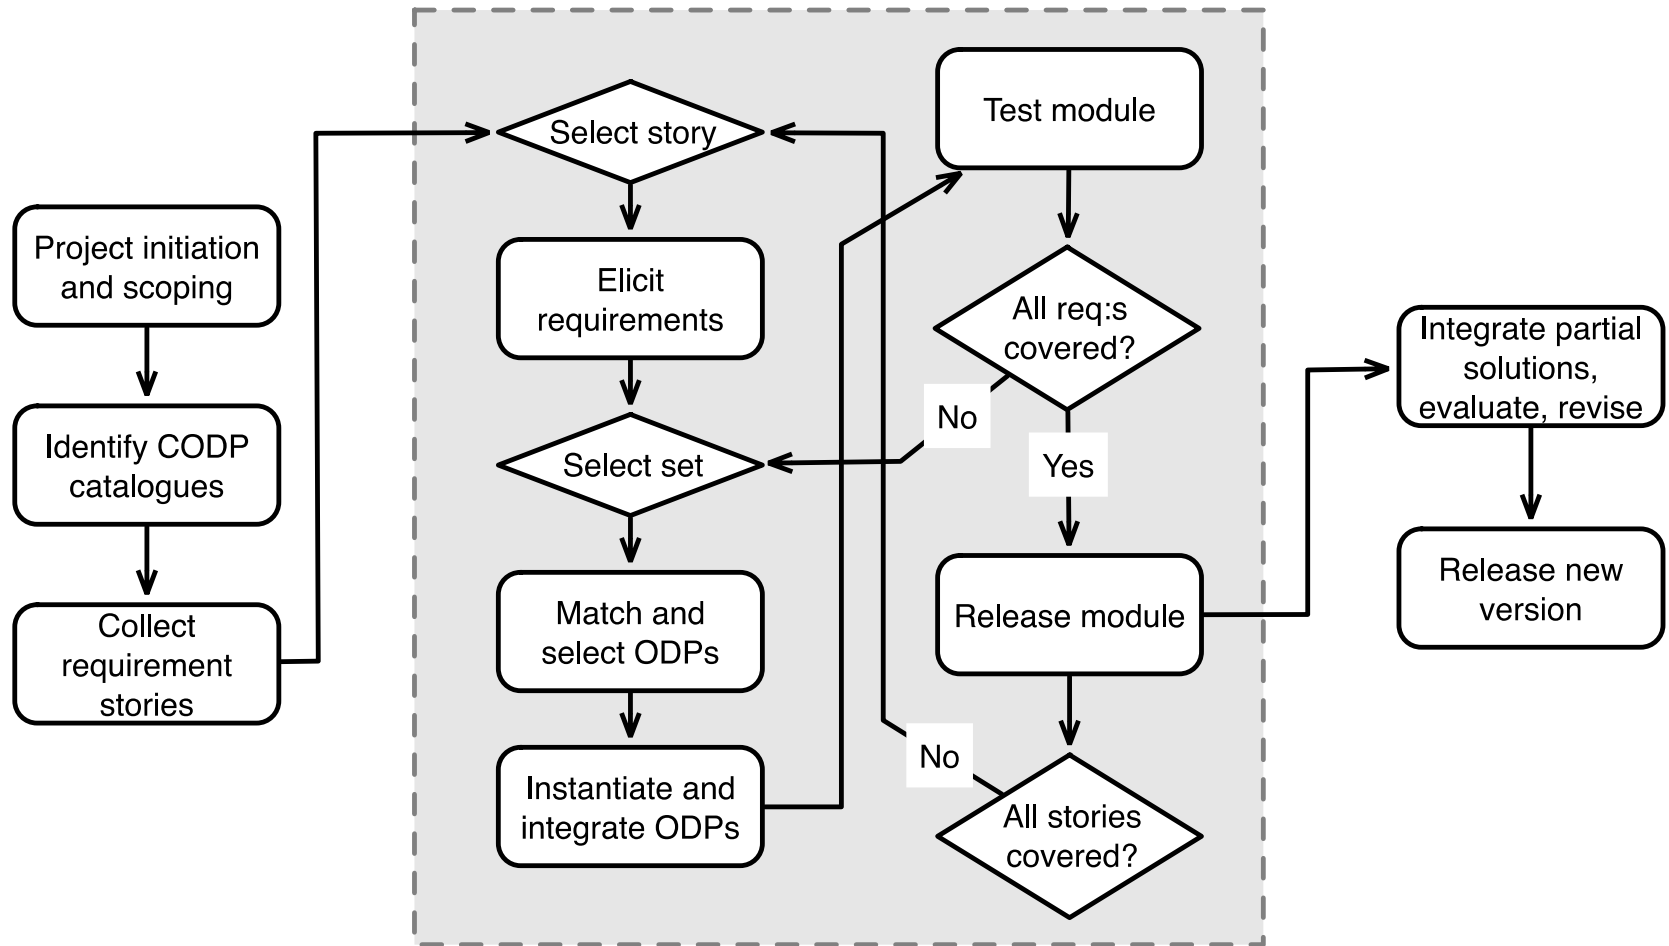 Project initiation
and scoping
Identify CODP
catalogues
Collect
requirement
stories
Select story
Elicit
requirements
Select set
Match and
select ODPs
Instantiate and
integrate ODPs
Test module
All req:s
covered?
No
Yes
Release module
No
All stories
covered?
Integrate partial
solutions,
evaluate, revise
Release new
version